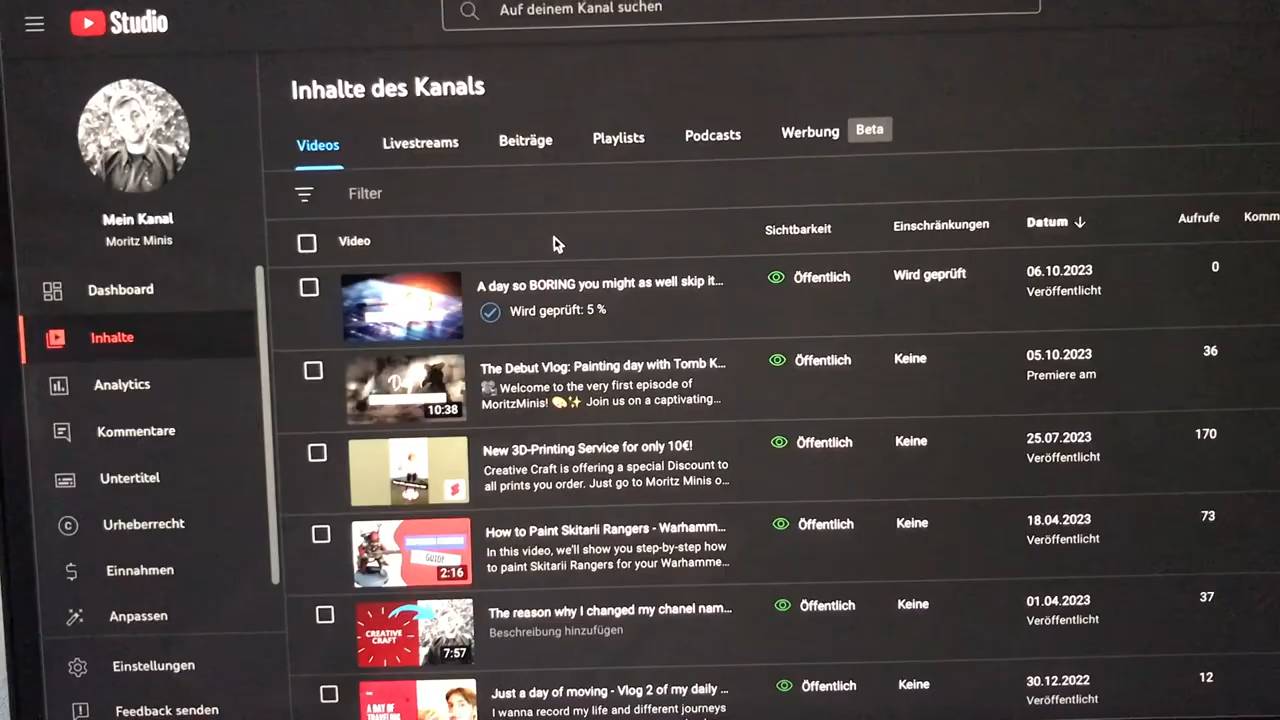 Studio
Auf deinem Kanal suchen
Mein Kanal
Moritz Minis
Dashboard
Inhalte
Analytics
Kommentare
Untertitel
Urheberrecht
Einnahmen
Anpassen
Einstellungen
Feedback senden
Inhalte des Kanals
Videos Livestreams Beiträge Playlists Podcasts Werbung Beta
Filter
Video Sichtbarkeit Einschränkungen Datum Aufrufe Komm
A day so BORING you might as well skip it... Öffentlich Wird geprüft 06.10.2023 0
Wird geprüft: 5 % Veröffentlicht
The Debut Vlog: Painting day with Tomb K... Öffentlich Keine 05.10.2023 36
Welcome to the very first episode of Premiere am
MoritzMinis! 🎨✨ Join us on a captivating...
10:38
New 3D-Printing Service for only 10€! Öffentlich Keine 25.07.2023 170
Creative Craft is offering a special Discount to Veröffentlicht
all prints you order. Just go to Moritz Minis o...
How to Paint Skitarii Rangers - Warhamm... Öffentlich Keine 18.04.2023 73
In this video, we'll show you step-by-step how Veröffentlicht
to paint Skitarii Rangers for your Warhamme...
GUIDE
2:16
The reason why I changed my chanel nam... Öffentlich Keine 01.04.2023 37
Beschreibung hinzufügen Veröffentlicht
CREATIVE
CRAFT
7:57
Just a day of moving - Vlog 2 of my daily ... Öffentlich Keine 30.12.2022 12
I wanna record my life and different journeys Veröffentlicht
A DAY OF